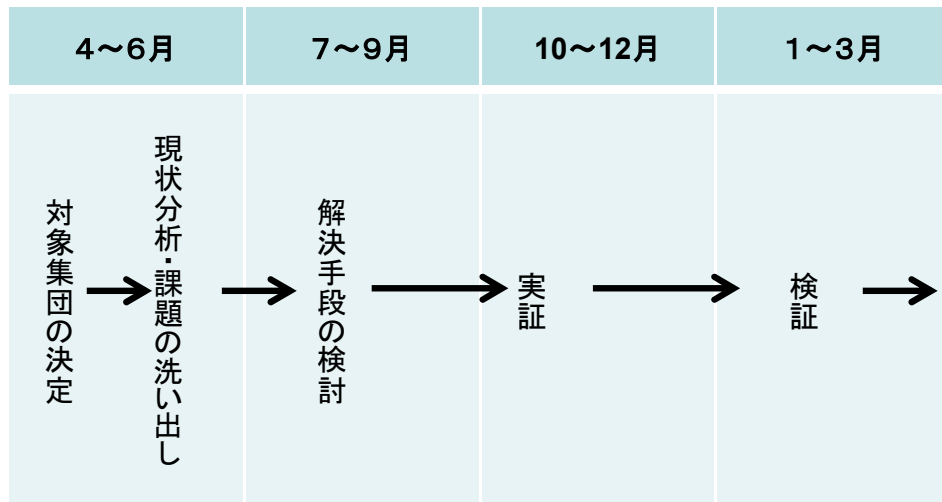 ４～６月
７～９月
10～12月
１～３月
対象集団の決定
現状分析・課題の洗い出し
解決手段の検討
実証
検証